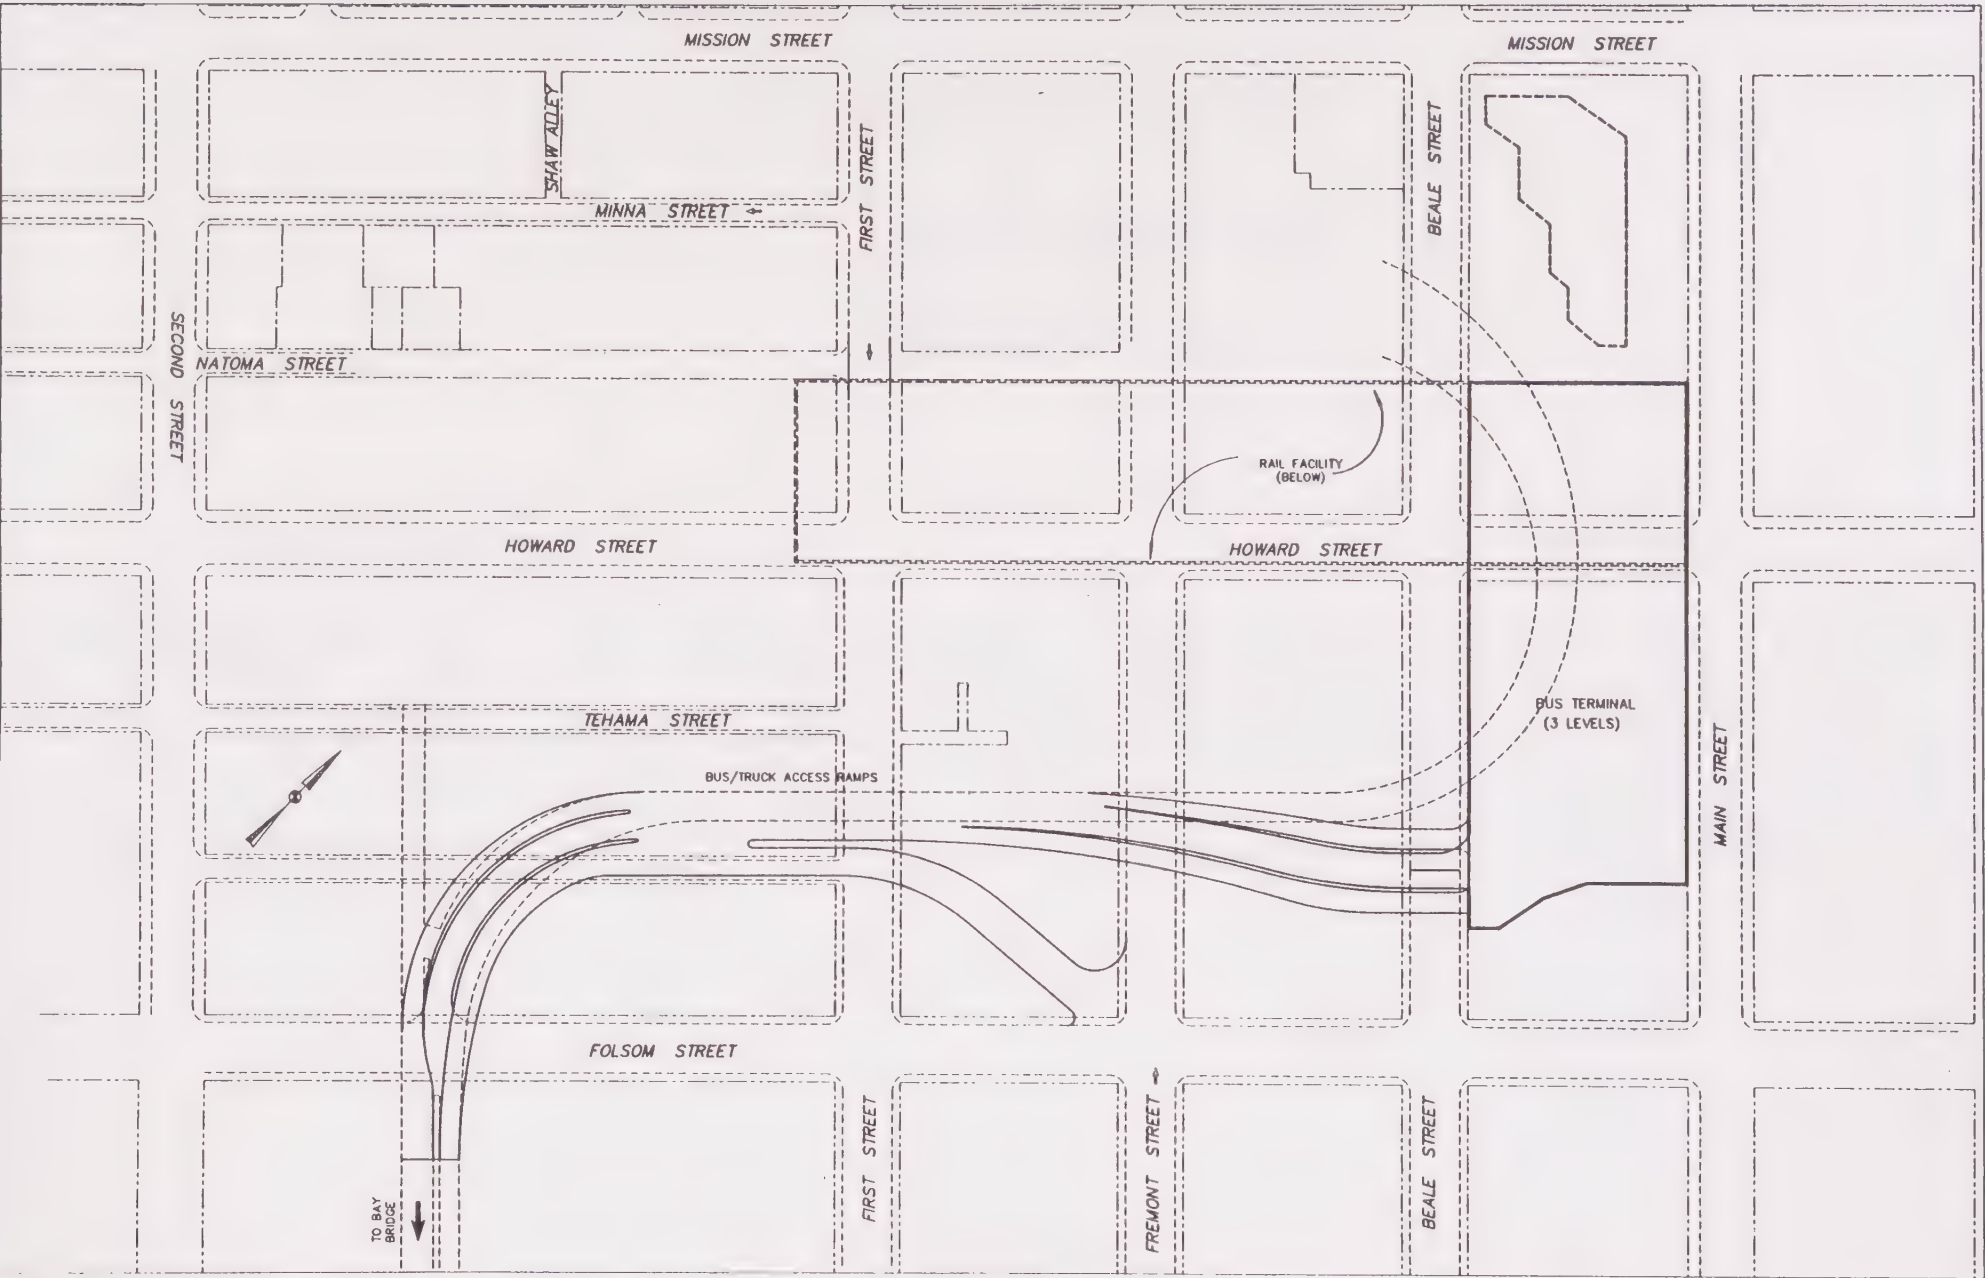 MISSION STREET
MISSION STREET
SHAW ALLEY
FIRST STREET
BEALE STREET
MINNA STREET
SECOND STREET
NATOMA STREET
RAIL FACILITY
(BELOW)
HOWARD STREET
HOWARD STREET
TEHAMA STREET
BUS TERMINAL
(3 LEVELS)
MAIN STREET
BUS/TRUCK ACCESS RAMPS
FOLSOM STREET
TO BAY
BRIDGE
FIRST STREET
FREMONT STREET
BEALE STREET